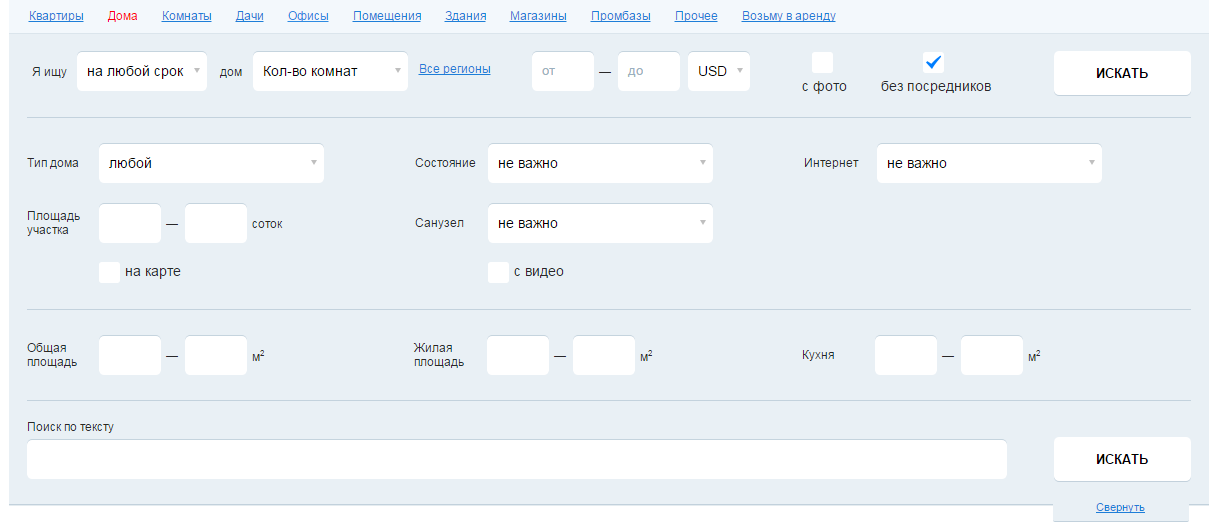 Квартиры Дома Комнаты Дачи Офисы Помещения Здания Магазины Промбазы Прочее Возьму в аренду
Я ищу на любой срок дом Кол-во комнат Все регионы от — до USD с фото без посредников ИСКАТЬ
Тип дома любой Состояние не важно Интернет не важно
Площадь участка — соток Санузел не важно
на карте с видео
Общая площадь — м² Жилая площадь — м² Кухня — м²
Поиск по тексту
ИСКАТЬ
Свернуть